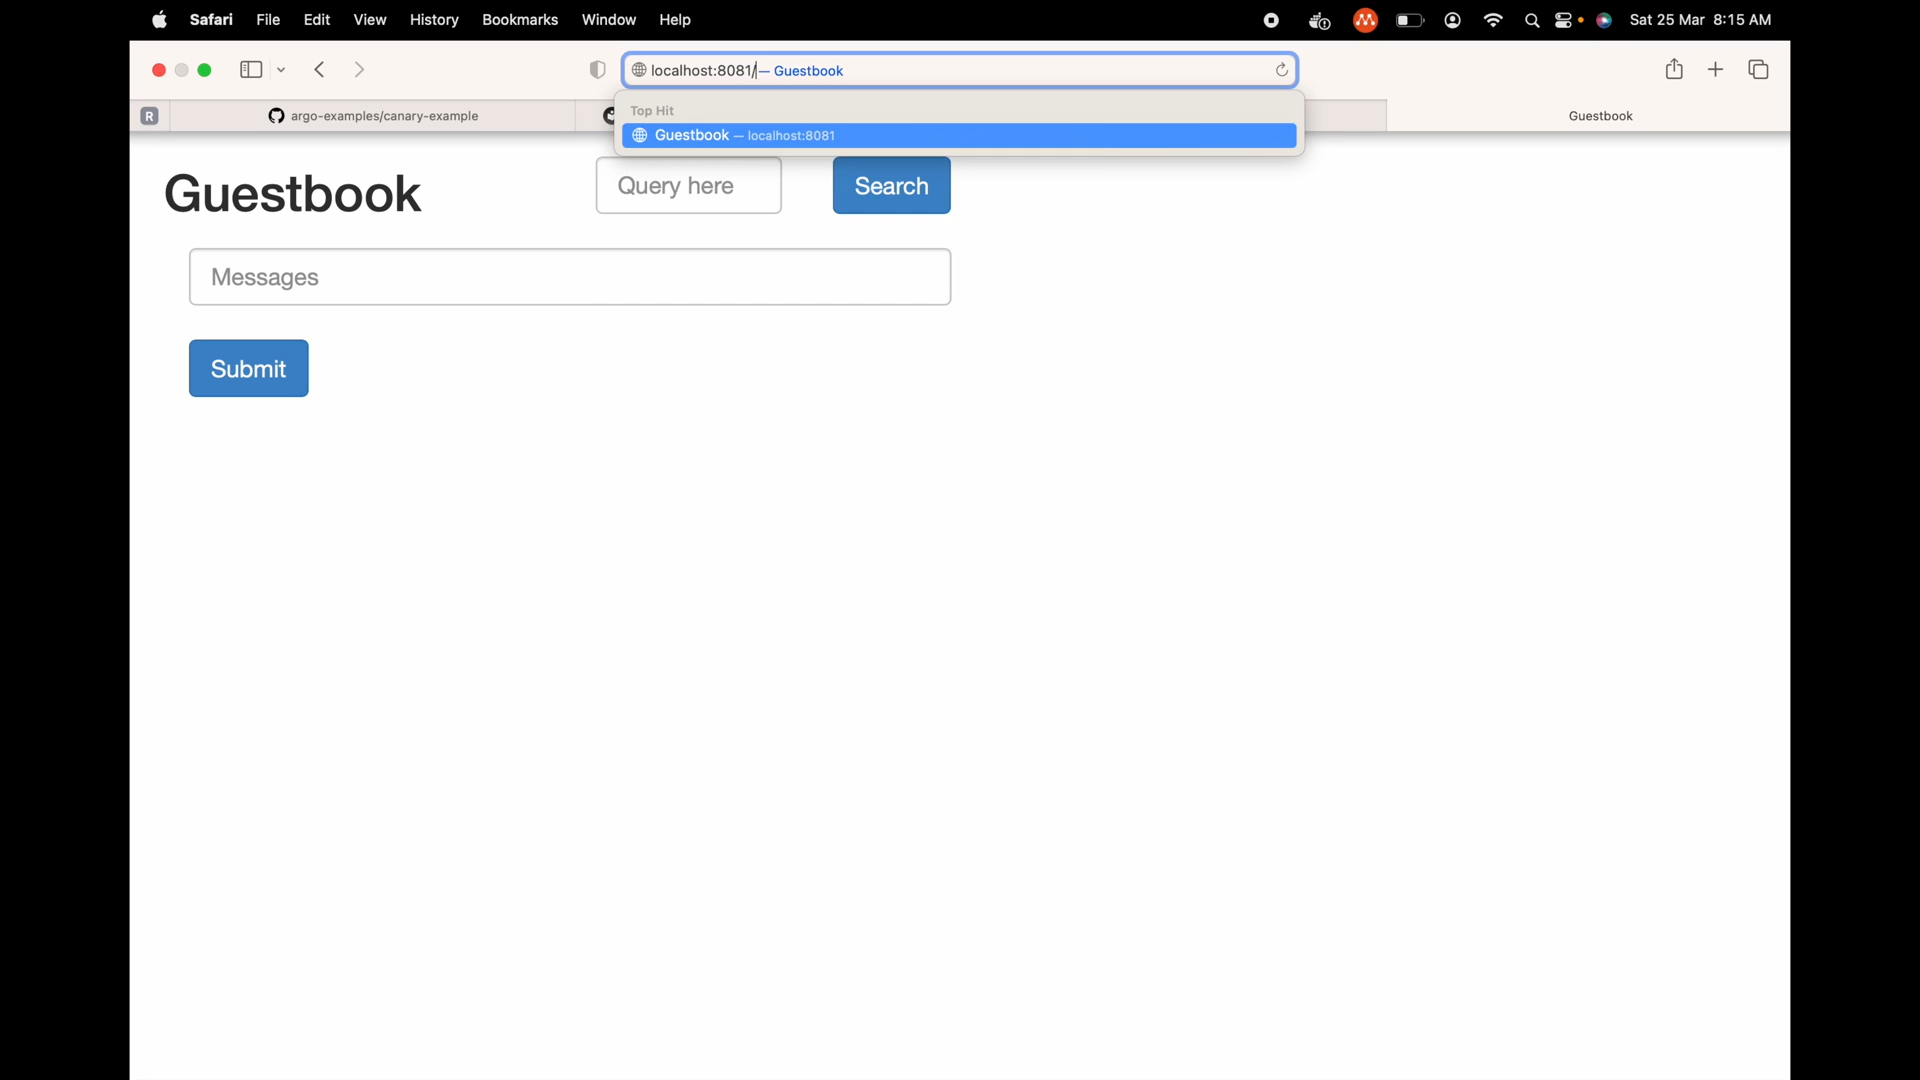 Safari File Edit View History Bookmarks Window Help Sat 25 Mar 8:15 AM
localhost:8081/ — Guestbook
R argo-examples/canary-example Guestbook
Top Hit
Guestbook — localhost:8081
Guestbook Query here Search
Messages
Submit